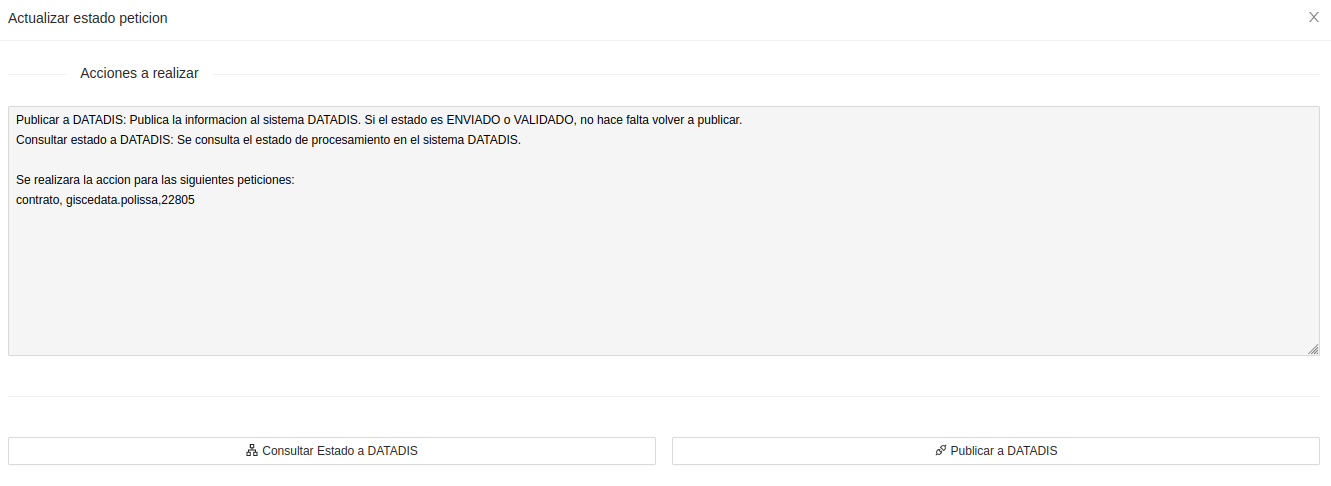 Actualizar estado peticion
Acciones a realizar
Publicar a DATADIS: Publica la informacion al sistema DATADIS. Si el estado es ENVIADO o VALIDADO, no hace falta volver a publicar.
Consultar estado a DATADIS: Se consulta el estado de procesamiento en el sistema DATADIS.
Se realizara la accion para las siguientes peticiones:
contrato, giscedata.polissa,22805
Consultar Estado a DATADIS
Publicar a DATADIS